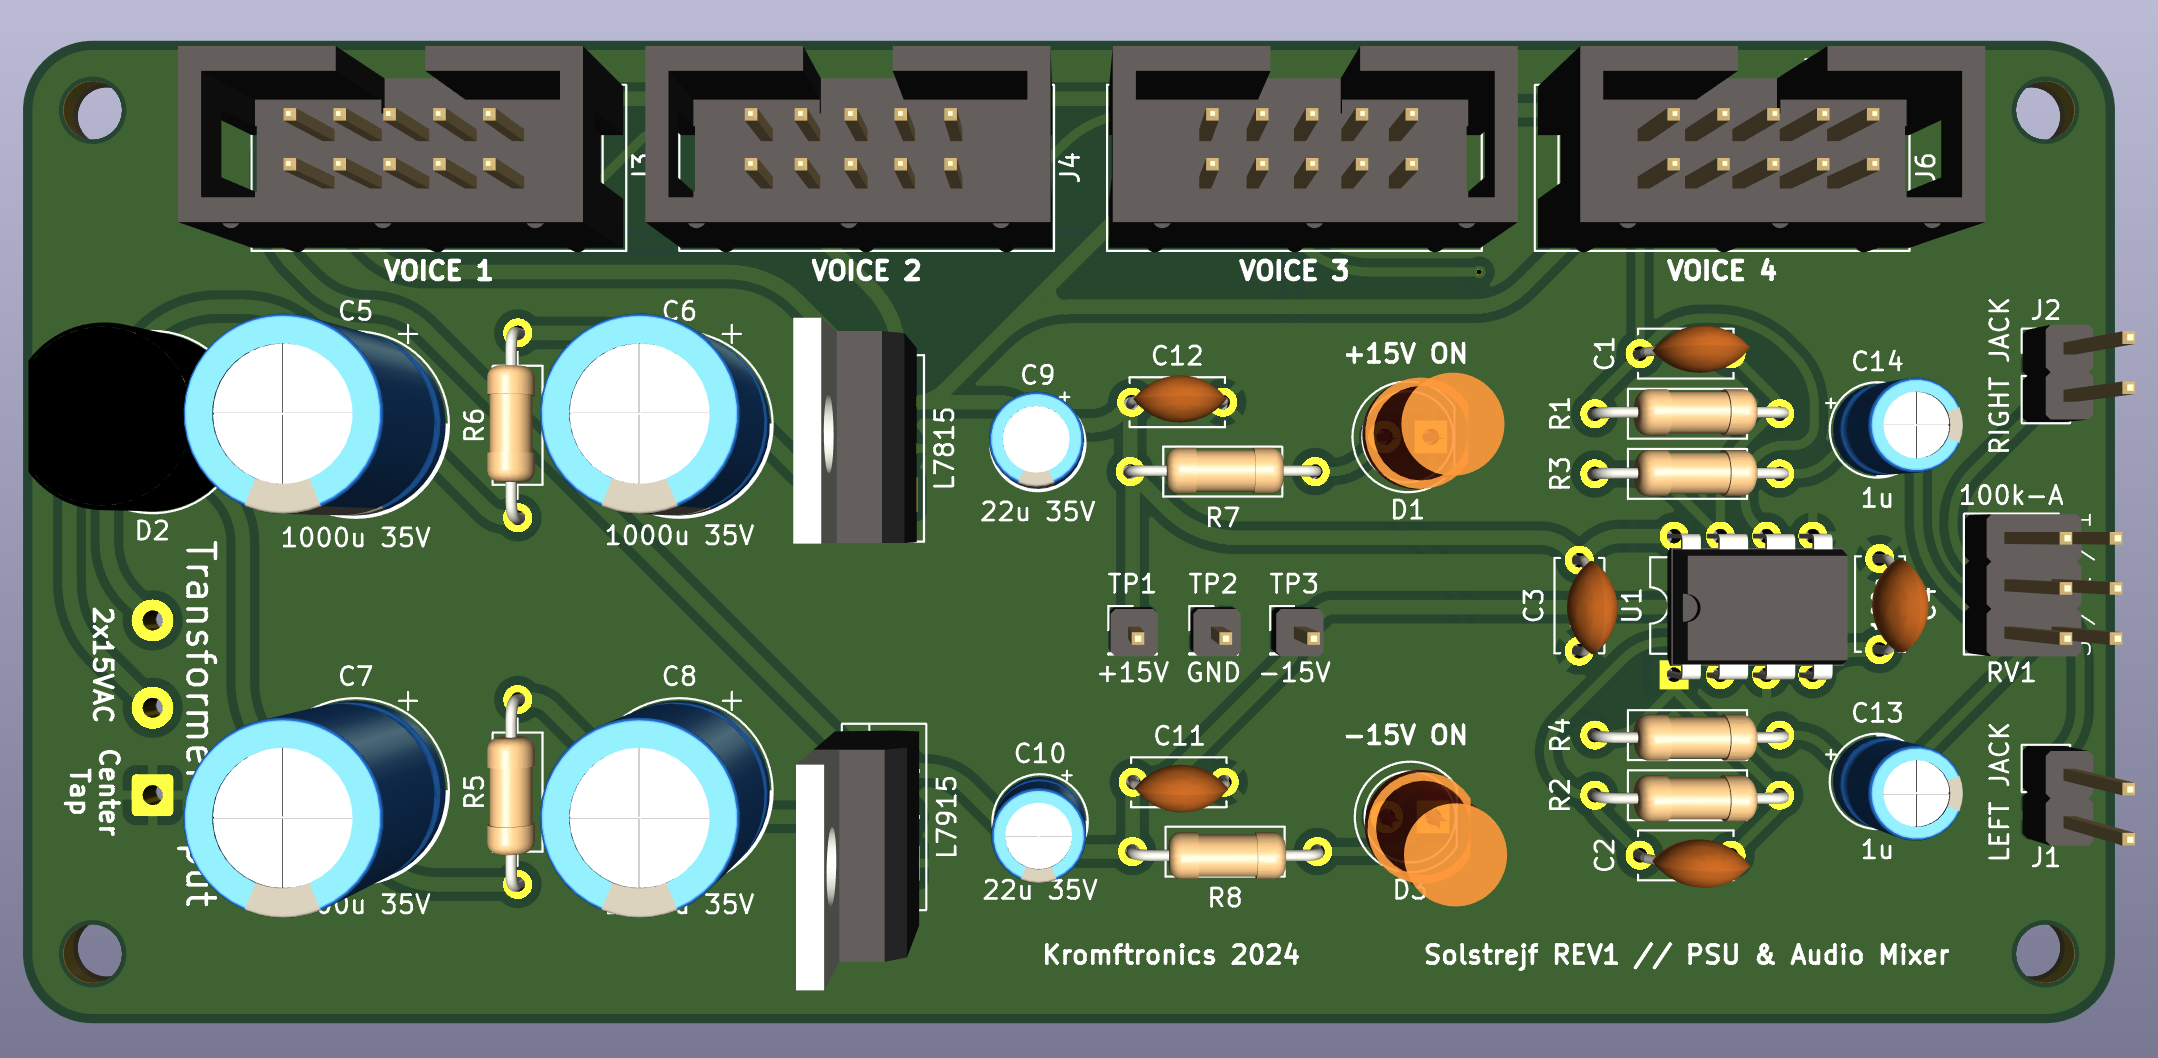 J3
J4
J6
VOICE 1
VOICE 2
VOICE 3
VOICE 4
C5
C6
C9
C12
+15V ON
C1
C14
J2
RIGHT JACK
R6
L7815
R1
R3
D2
1000u 35V
1000u 35V
22u 35V
R7
D1
1u
100k-A
Transformer
2x15VAC
Center
Tap
TP1
TP2
TP3
+15V
GND
-15V
C3
U1
RV1
C7
C8
C10
C11
-15V ON
R4
C13
R5
L7915
R2
LEFT JACK
35V
35V
22u 35V
R8
C2
1u
J1
Kromftronics 2024
Solstrejf REV1 // PSU & Audio Mixer